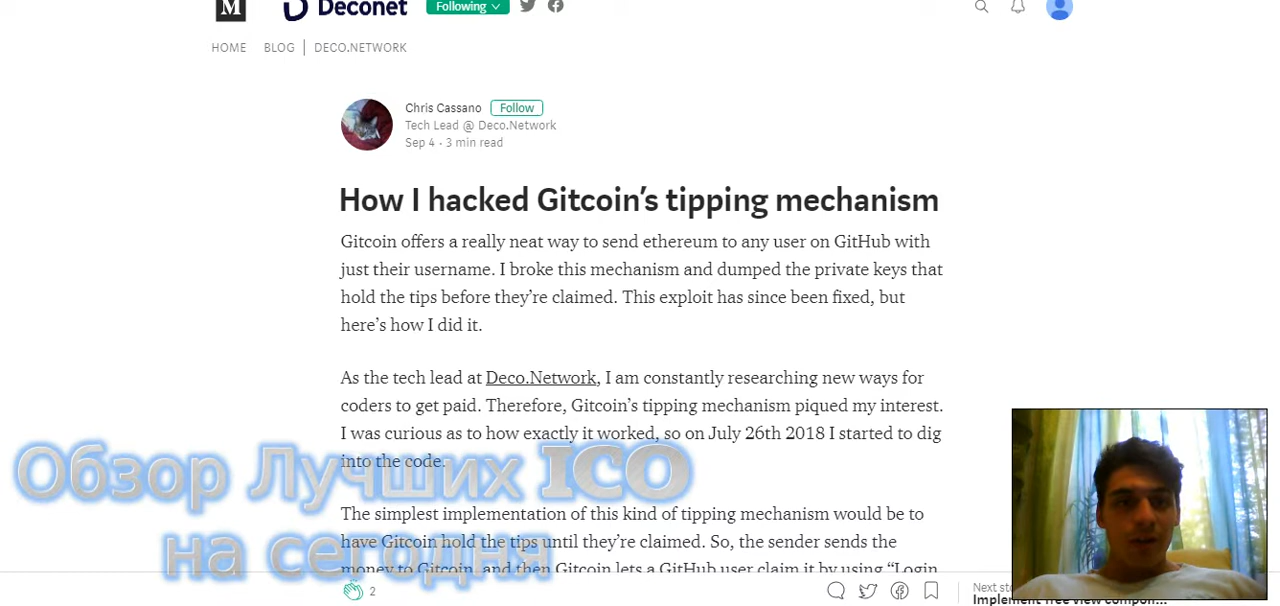 M Deconet Following
HOME BLOG DECO.NETWORK
Chris Cassano Follow
Tech Lead @ Deco.Network
Sep 4 · 3 min read
How I hacked Gitcoin’s tipping mechanism
Gitcoin offers a really neat way to send ethereum to any user on GitHub with
just their username. I broke this mechanism and dumped the private keys that
hold the tips before they’re claimed. This exploit has since been fixed, but
here’s how I did it.
As the tech lead at Deco.Network, I am constantly researching new ways for
coders to get paid. Therefore, Gitcoin’s tipping mechanism piqued my interest.
I was curious as to how exactly it worked, so on July 26th 2018 I started to dig
into the code.
The simplest implementation of this kind of tipping mechanism would be to
have Gitcoin hold the tips until they’re claimed. So, the sender sends the
money to Gitcoin, and then Gitcoin lets a GitHub user claim it by using “Login
Обзор Лучших ICO
на сегодня
2
Next
Implement Tree view